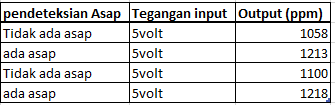 pendeteksian Asap Tegangan input Output (ppm)
Tidak ada asap 5volt 1058
ada asap 5volt 1213
Tidak ada asap 5volt 1100
ada asap 5volt 1218